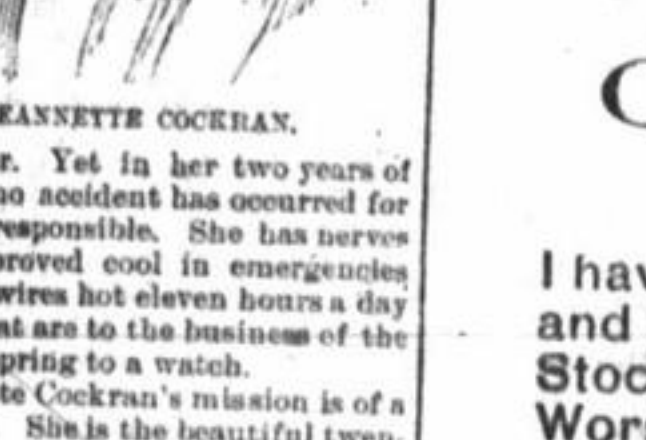 EANNETTE COCKRAN.
r. Yet in her two years of
no accident has occurred for
responsible. She has nerves
proved cool in emergencies
wires hot eleven hours a day
at are to the business of the
pring to a watch.
te Cockran's mission is of a
She is the beautiful twen-
C
I hav
and
Stoc
Wors